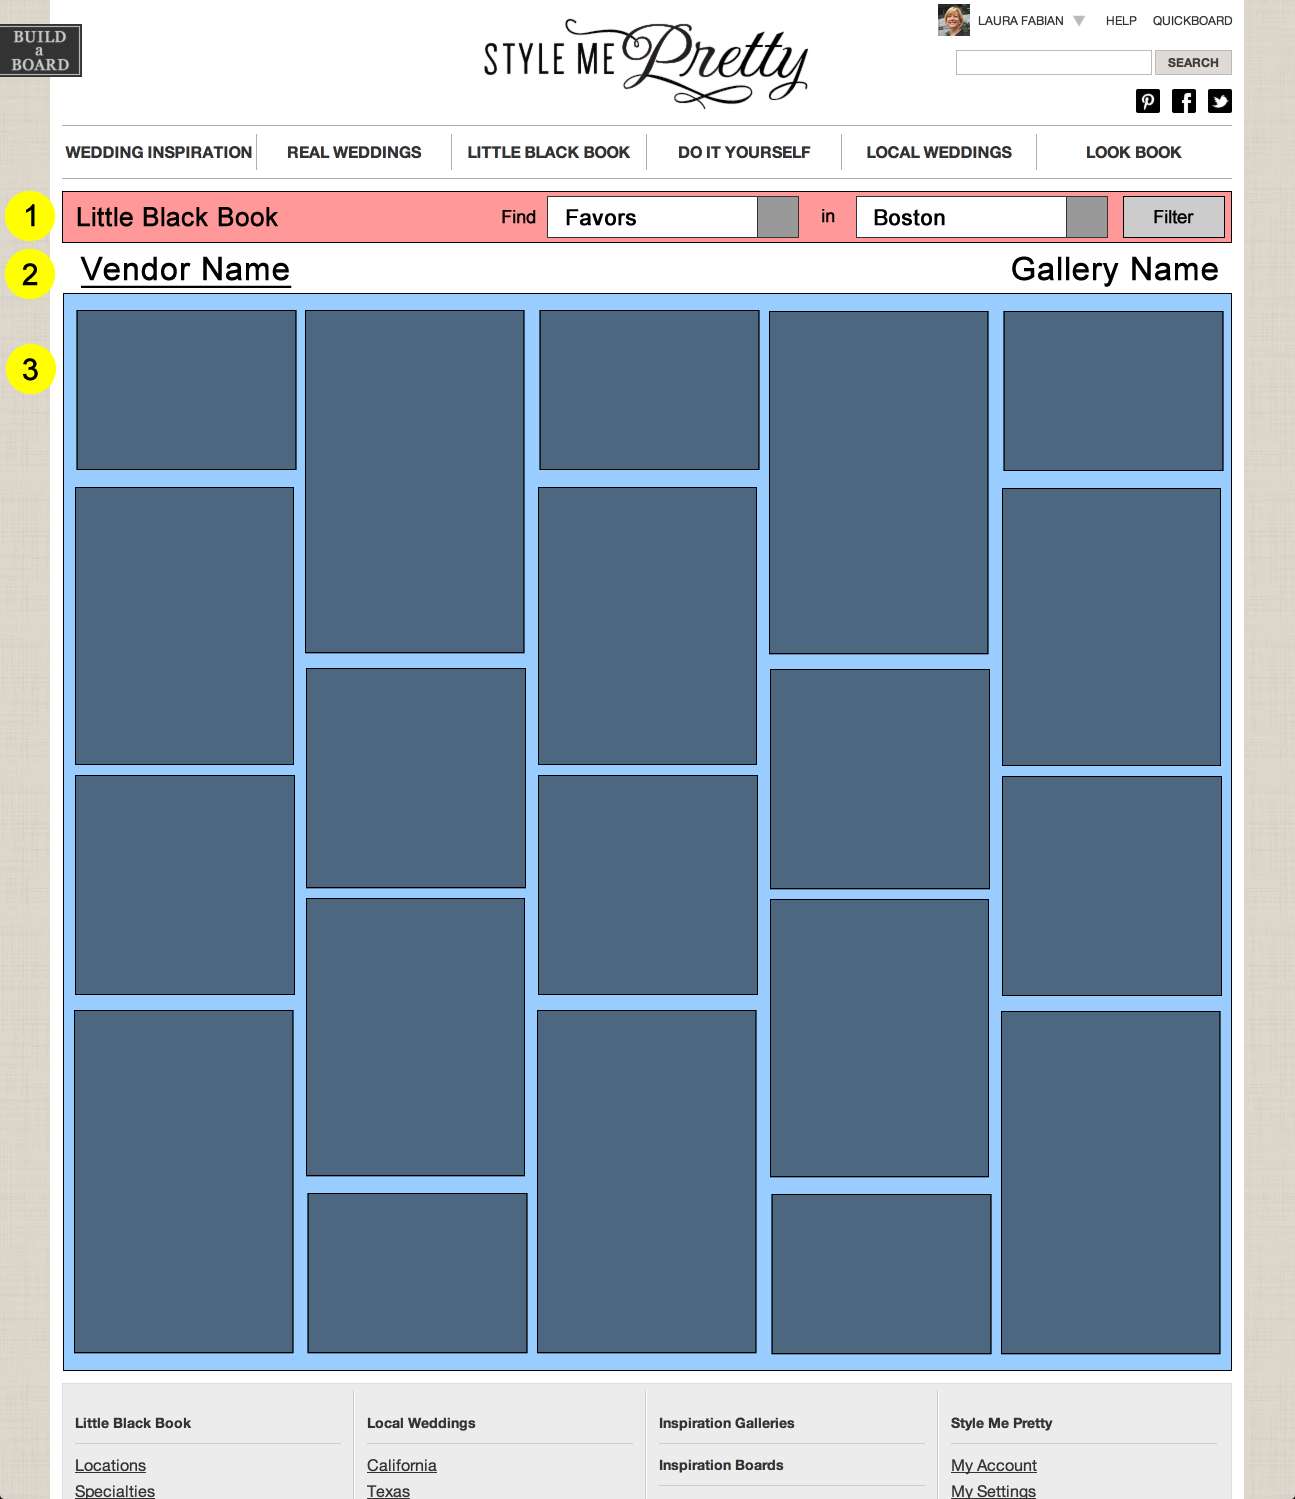 BUILD
a
BOARD
STYLE ME Pretty
LAURA FABIAN HELP QUICKBOARD
SEARCH
WEDDING INSPIRATION REAL WEDDINGS LITTLE BLACK BOOK DO IT YOURSELF LOCAL WEDDINGS LOOK BOOK
1 Little Black Book Find Favors in Boston Filter
2 Vendor Name Gallery Name
3
Little Black Book Local Weddings Inspiration Galleries Style Me Pretty
Locations California Inspiration Boards My Account
Specialties Texas My Settings